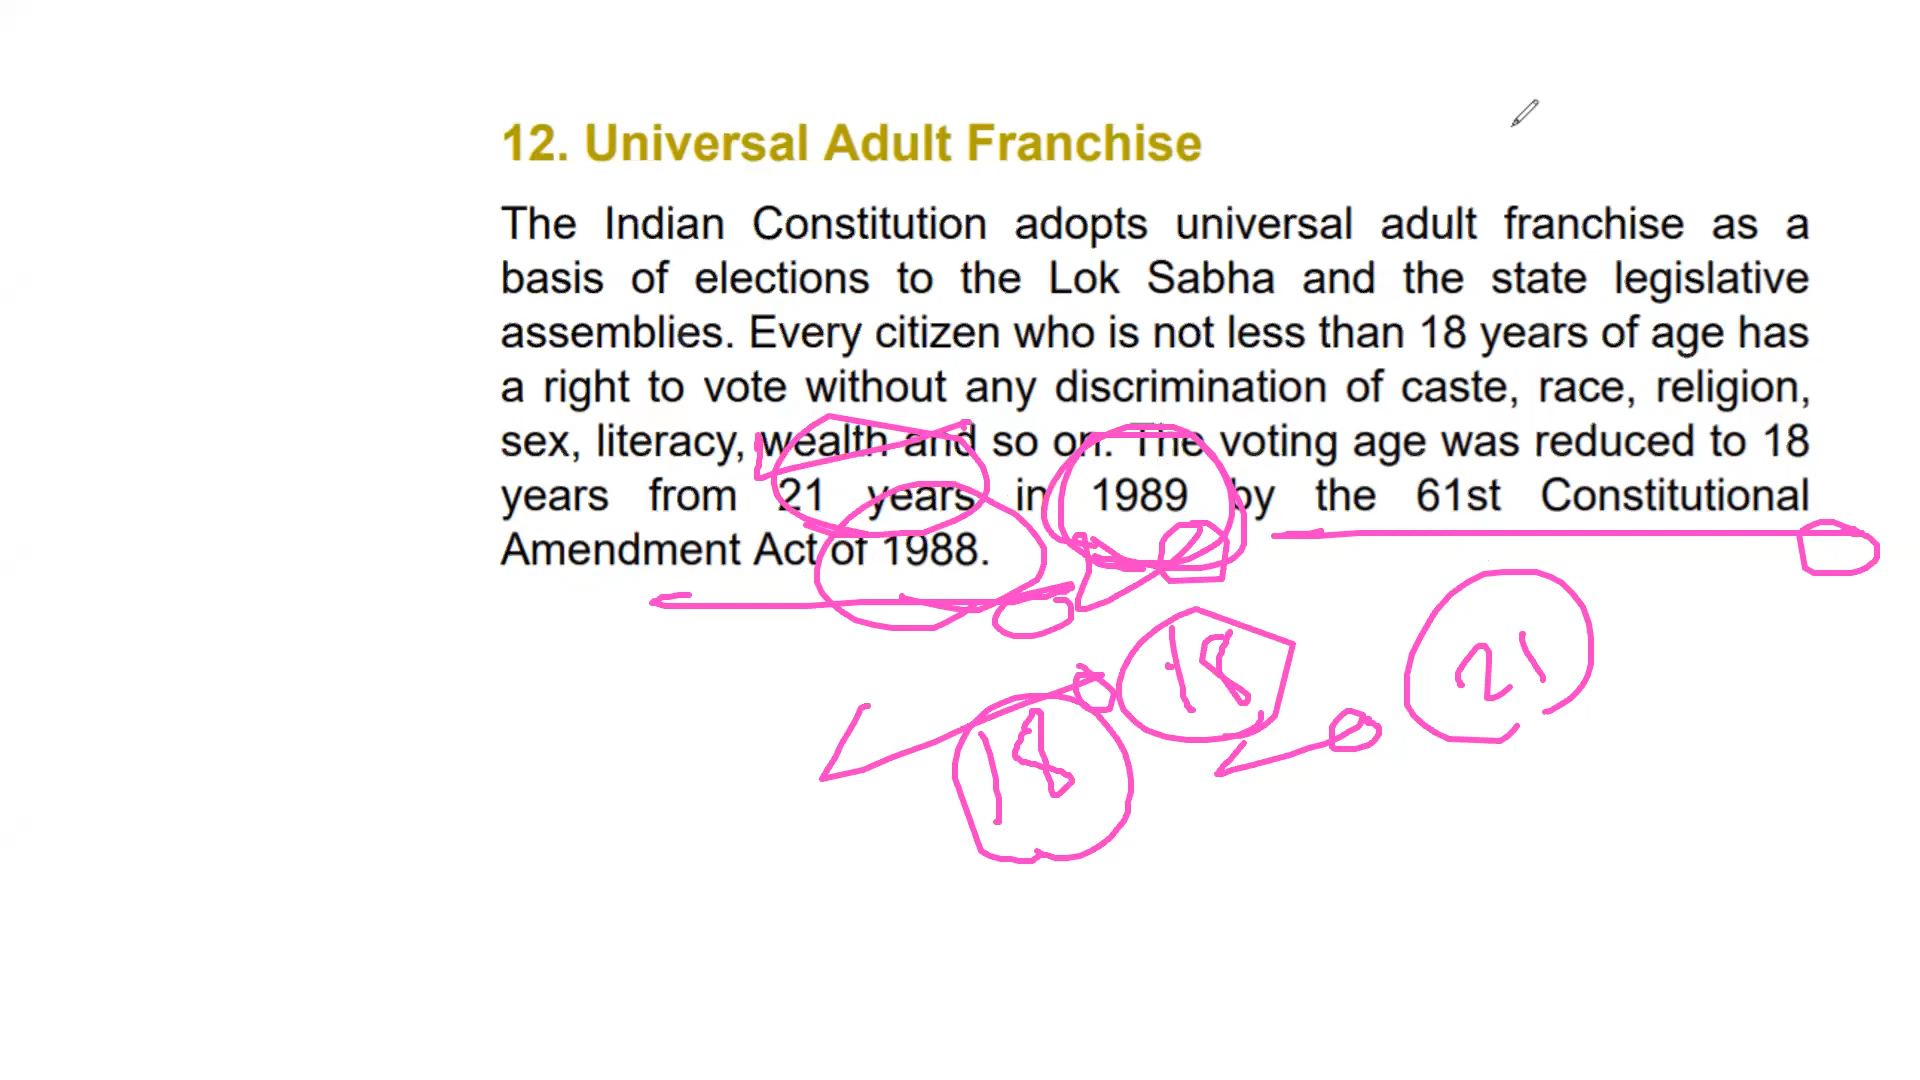 12. Universal Adult Franchise
The Indian Constitution adopts universal adult franchise as a
basis of elections to the Lok Sabha and the state legislative
assemblies. Every citizen who is not less than 18 years of age has
a right to vote without any discrimination of caste, race, religion,
sex, literacy, wealth and so on. The voting age was reduced to 18
years from 21 years in 1989 by the 61st Constitutional
Amendment Act of 1988.
18
21
18